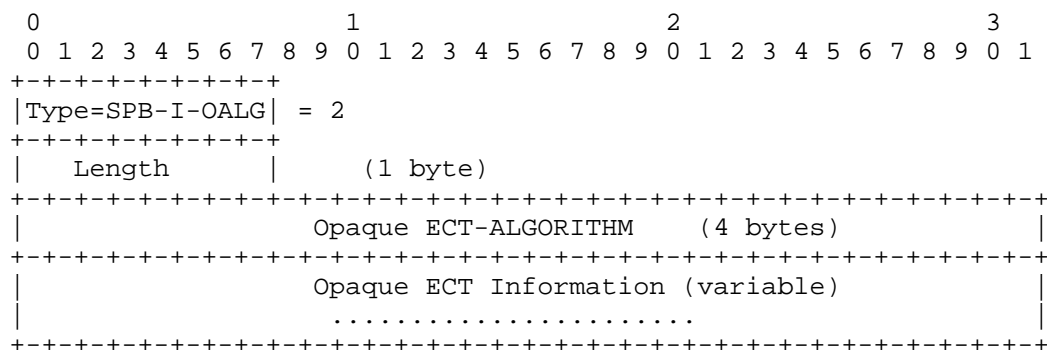 0                   1                   2                   3
 0 1 2 3 4 5 6 7 8 9 0 1 2 3 4 5 6 7 8 9 0 1 2 3 4 5 6 7 8 9 0 1
+-+-+-+-+-+-+-+-+
|Type=SPB-I-OALG| = 2
+-+-+-+-+-+-+-+-+
|   Length      |     (1 byte)
+-+-+-+-+-+-+-+-+-+-+-+-+-+-+-+-+-+-+-+-+-+-+-+-+-+-+-+-+-+-+-+-+
|                  Opaque ECT-ALGORITHM    (4 bytes)            |
+-+-+-+-+-+-+-+-+-+-+-+-+-+-+-+-+-+-+-+-+-+-+-+-+-+-+-+-+-+-+-+-+
|                  Opaque ECT Information (variable)            |
|                   .......................                     |
+-+-+-+-+-+-+-+-+-+-+-+-+-+-+-+-+-+-+-+-+-+-+-+-+-+-+-+-+-+-+-+-+